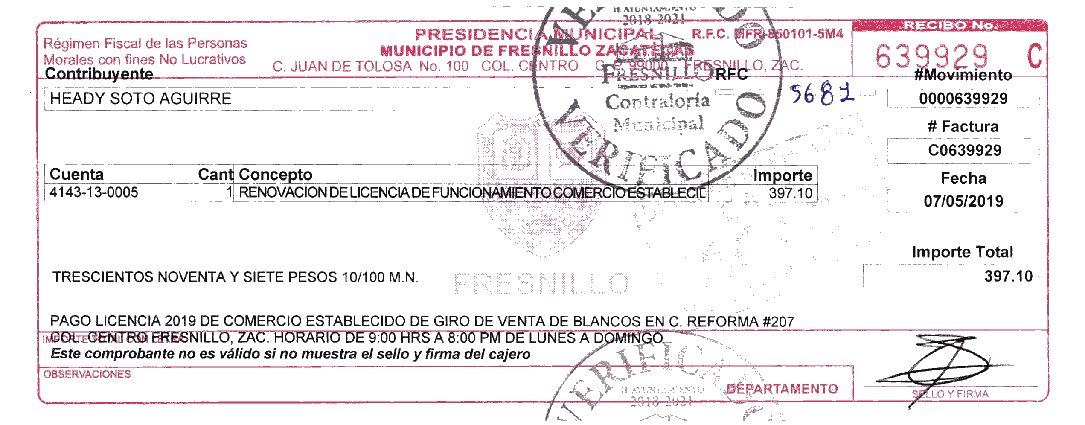 H. AYUNTAMIENTO
2018-2021
VERIFICADO
FRESNILLO
Contraloría
Municipal
PRESIDENCIA MUNICIPAL R.F.C. MFR-850101-5M4
MUNICIPIO DE FRESNILLO ZACATECAS
C. JUAN DE TOLOSA No. 100 COL. CENTRO C.P. 99000 FRESNILLO, ZAC.
Régimen Fiscal de las Personas
Morales con fines No Lucrativos
RECIBO No.
639929 C
Contribuyente
RFC
HEADY SOTO AGUIRRE
5681
#Movimiento
0000639929
# Factura
C0639929
Fecha
07/05/2019
Cuenta Cant Concepto Importe
4143-13-0005 1 RENOVACION DE LICENCIA DE FUNCIONAMIENTO COMERCIO ESTABLECIL 397.10
Importe Total
397.10
TRESCIENTOS NOVENTA Y SIETE PESOS 10/100 M.N.
FRESNILLO
PAGO LICENCIA 2019 DE COMERCIO ESTABLECIDO DE GIRO DE VENTA DE BLANCOS EN C. REFORMA #207
COL. CENTRO FRESNILLO, ZAC. HORARIO DE 9:00 HRS A 8:00 PM DE LUNES A DOMINGO
Este comprobante no es válido si no muestra el sello y firma del cajero
OBSERVACIONES
DEPARTAMENTO
SELLO Y FIRMA
VERIFICADO
H. AYUNTAMIENTO
2018-2021